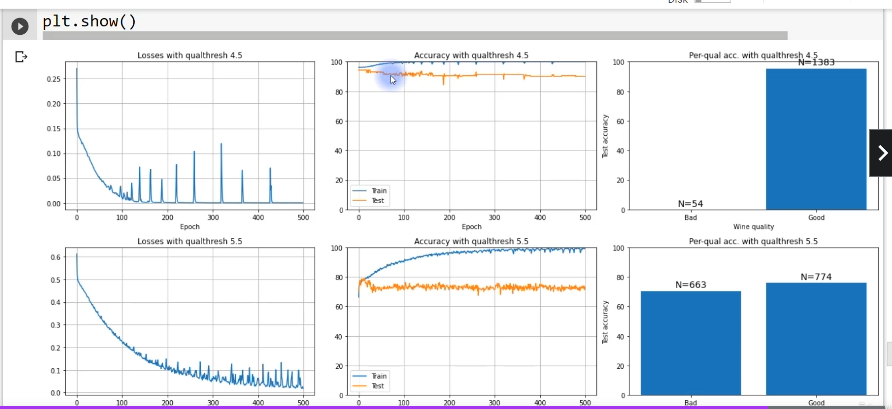 Disk
plt.show()
Losses with qualthresh 4.5
0.25
0.20
0.15
0.10
0.05
0.00
0 100 200 300 400 500
Epoch
Accuracy with qualthresh 4.5
100
80
60
40
20
0
Train
Test
0 100 200 300 400 500
Epoch
Per-qual acc. with qualthresh 4.5
N=1383
Test accuracy
100
80
60
40
20
0
N=54
Bad Good
Wine quality
Losses with qualthresh 5.5
0.6
0.5
0.4
0.3
0.2
0.1
0.0
0 100 200 300 400 500
Accuracy with qualthresh 5.5
100
80
60
40
20
0
Train
Test
0 100 200 300 400 500
Per-qual acc. with qualthresh 5.5
Test accuracy
100
80
60
40
20
0
N=663
N=774
Bad Good